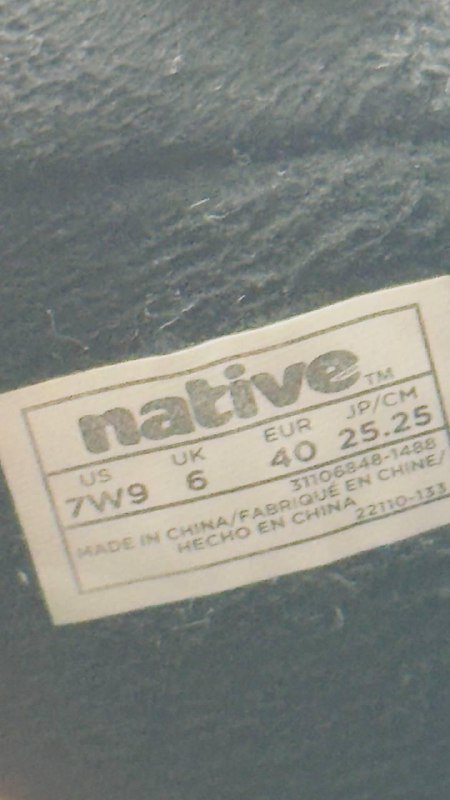 native™
US UK EUR JP/CM
7W9 6 40 25.25
31106848-1488
MADE IN CHINA/FABRIQUÉ EN CHINE/
HECHO EN CHINA
22110-133